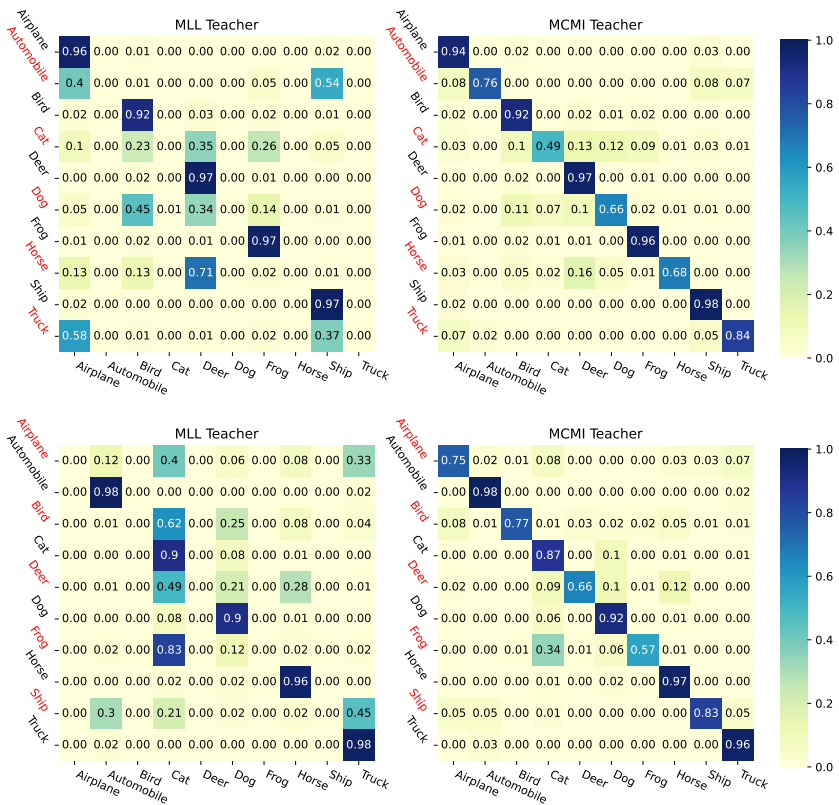 MLL Teacher
Airplane 0.96 0.00 0.01 0.00 0.00 0.00 0.00 0.00 0.02 0.00
Automobile 0.4 0.00 0.01 0.00 0.00 0.00 0.05 0.00 0.54 0.00
Bird 0.02 0.00 0.92 0.00 0.03 0.00 0.02 0.00 0.01 0.00
Cat 0.1 0.00 0.23 0.00 0.35 0.00 0.26 0.00 0.05 0.00
Deer 0.00 0.00 0.02 0.00 0.97 0.00 0.01 0.00 0.00 0.00
Dog 0.05 0.00 0.45 0.01 0.34 0.00 0.14 0.00 0.00 0.00
Frog 0.01 0.00 0.02 0.00 0.01 0.00 0.97 0.00 0.00 0.00
Horse 0.13 0.00 0.13 0.00 0.71 0.00 0.02 0.00 0.01 0.00
Ship 0.02 0.00 0.00 0.00 0.00 0.00 0.00 0.00 0.97 0.00
Truck 0.58 0.00 0.01 0.00 0.01 0.00 0.02 0.00 0.37 0.00
Airplane Automobile Bird Cat Deer Dog Frog Horse Ship Truck
MCMI Teacher
Airplane 0.94 0.00 0.02 0.00 0.00 0.00 0.00 0.00 0.03 0.00
Automobile 0.08 0.76 0.00 0.00 0.00 0.00 0.00 0.00 0.08 0.07
Bird 0.02 0.00 0.92 0.00 0.02 0.01 0.02 0.00 0.01 0.00
Cat 0.03 0.00 0.1 0.49 0.13 0.12 0.09 0.01 0.03 0.01
Deer 0.00 0.00 0.02 0.00 0.97 0.00 0.01 0.00 0.00 0.00
Dog 0.02 0.00 0.11 0.07 0.1 0.66 0.02 0.01 0.01 0.00
Frog 0.01 0.00 0.02 0.01 0.01 0.00 0.96 0.00 0.00 0.00
Horse 0.03 0.00 0.05 0.02 0.16 0.05 0.01 0.68 0.00 0.00
Ship 0.02 0.00 0.00 0.00 0.00 0.00 0.00 0.00 0.98 0.00
Truck 0.07 0.02 0.00 0.00 0.00 0.00 0.01 0.00 0.05 0.84
Airplane Automobile Bird Cat Deer Dog Frog Horse Ship Truck
1.0
0.8
0.6
0.4
0.2
0.0
MLL Teacher
Airplane 0.00 0.12 0.00 0.4 0.00 0.06 0.00 0.08 0.00 0.33
Automobile 0.00 0.98 0.00 0.00 0.00 0.00 0.00 0.00 0.00 0.02
Bird 0.00 0.01 0.00 0.62 0.00 0.25 0.00 0.08 0.00 0.04
Cat 0.00 0.00 0.00 0.9 0.00 0.08 0.00 0.01 0.00 0.00
Deer 0.00 0.01 0.00 0.49 0.00 0.21 0.00 0.28 0.00 0.01
Dog 0.00 0.00 0.00 0.08 0.00 0.9 0.00 0.01 0.00 0.00
Frog 0.00 0.02 0.00 0.83 0.00 0.12 0.00 0.02 0.00 0.02
Horse 0.00 0.00 0.00 0.02 0.00 0.02 0.00 0.96 0.00 0.00
Ship 0.00 0.3 0.00 0.21 0.00 0.02 0.00 0.02 0.00 0.45
Truck 0.00 0.02 0.00 0.00 0.00 0.00 0.00 0.00 0.00 0.98
Airplane Automobile Bird Cat Deer Dog Frog Horse Ship Truck
MCMI Teacher
Airplane 0.75 0.02 0.01 0.08 0.00 0.00 0.00 0.03 0.03 0.07
Automobile 0.00 0.98 0.00 0.00 0.00 0.00 0.00 0.00 0.00 0.02
Bird 0.08 0.01 0.77 0.01 0.03 0.02 0.02 0.05 0.01 0.01
Cat 0.00 0.00 0.00 0.87 0.00 0.1 0.00 0.01 0.00 0.01
Deer 0.02 0.00 0.00 0.09 0.66 0.1 0.01 0.12 0.00 0.00
Dog 0.00 0.00 0.00 0.06 0.00 0.92 0.00 0.01 0.00 0.00
Frog 0.00 0.00 0.01 0.34 0.01 0.06 0.57 0.00 0.00 0.01
Horse 0.00 0.00 0.00 0.01 0.00 0.02 0.00 0.97 0.00 0.00
Ship 0.05 0.05 0.00 0.01 0.00 0.00 0.00 0.00 0.83 0.05
Truck 0.00 0.03 0.00 0.00 0.00 0.00 0.00 0.00 0.00 0.96
Airplane Automobile Bird Cat Deer Dog Frog Horse Ship Truck
1.0
0.8
0.6
0.4
0.2
0.0